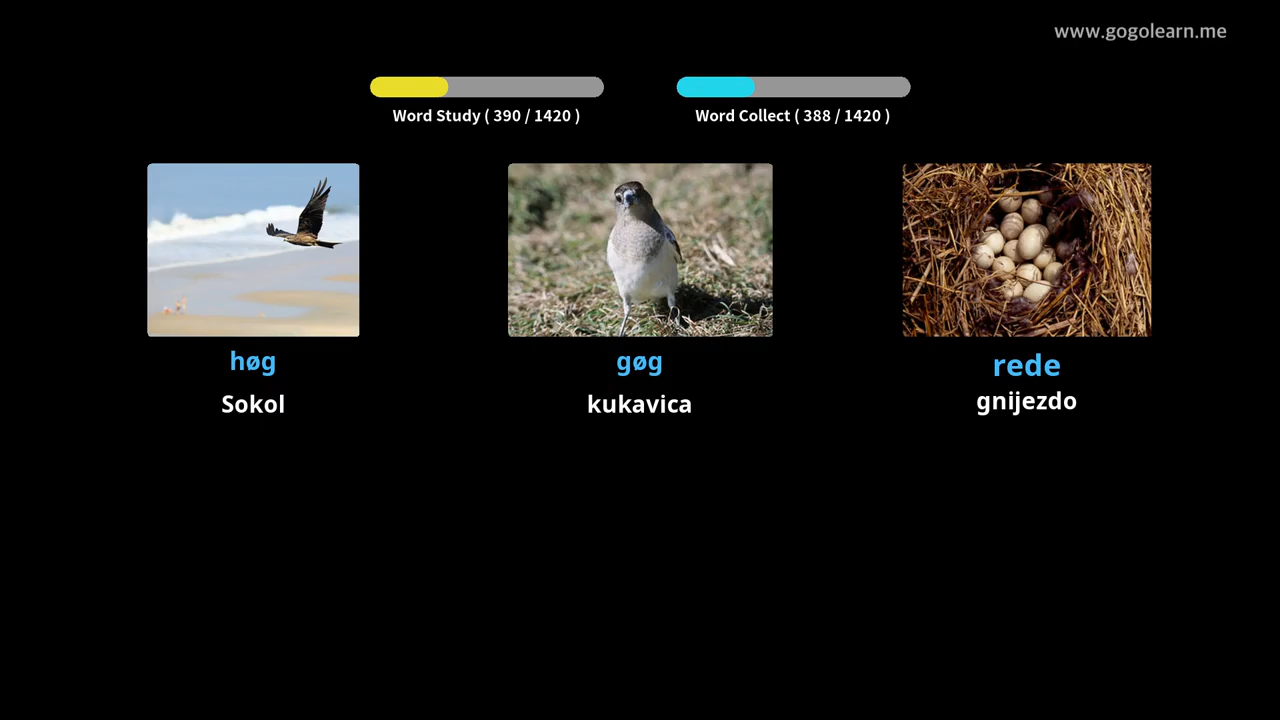 www.gogolearn.me
Word Study ( 390 / 1420 )
Word Collect ( 388 / 1420 )
høg
gøg
rede
Sokol
kukavica
gnijezdo